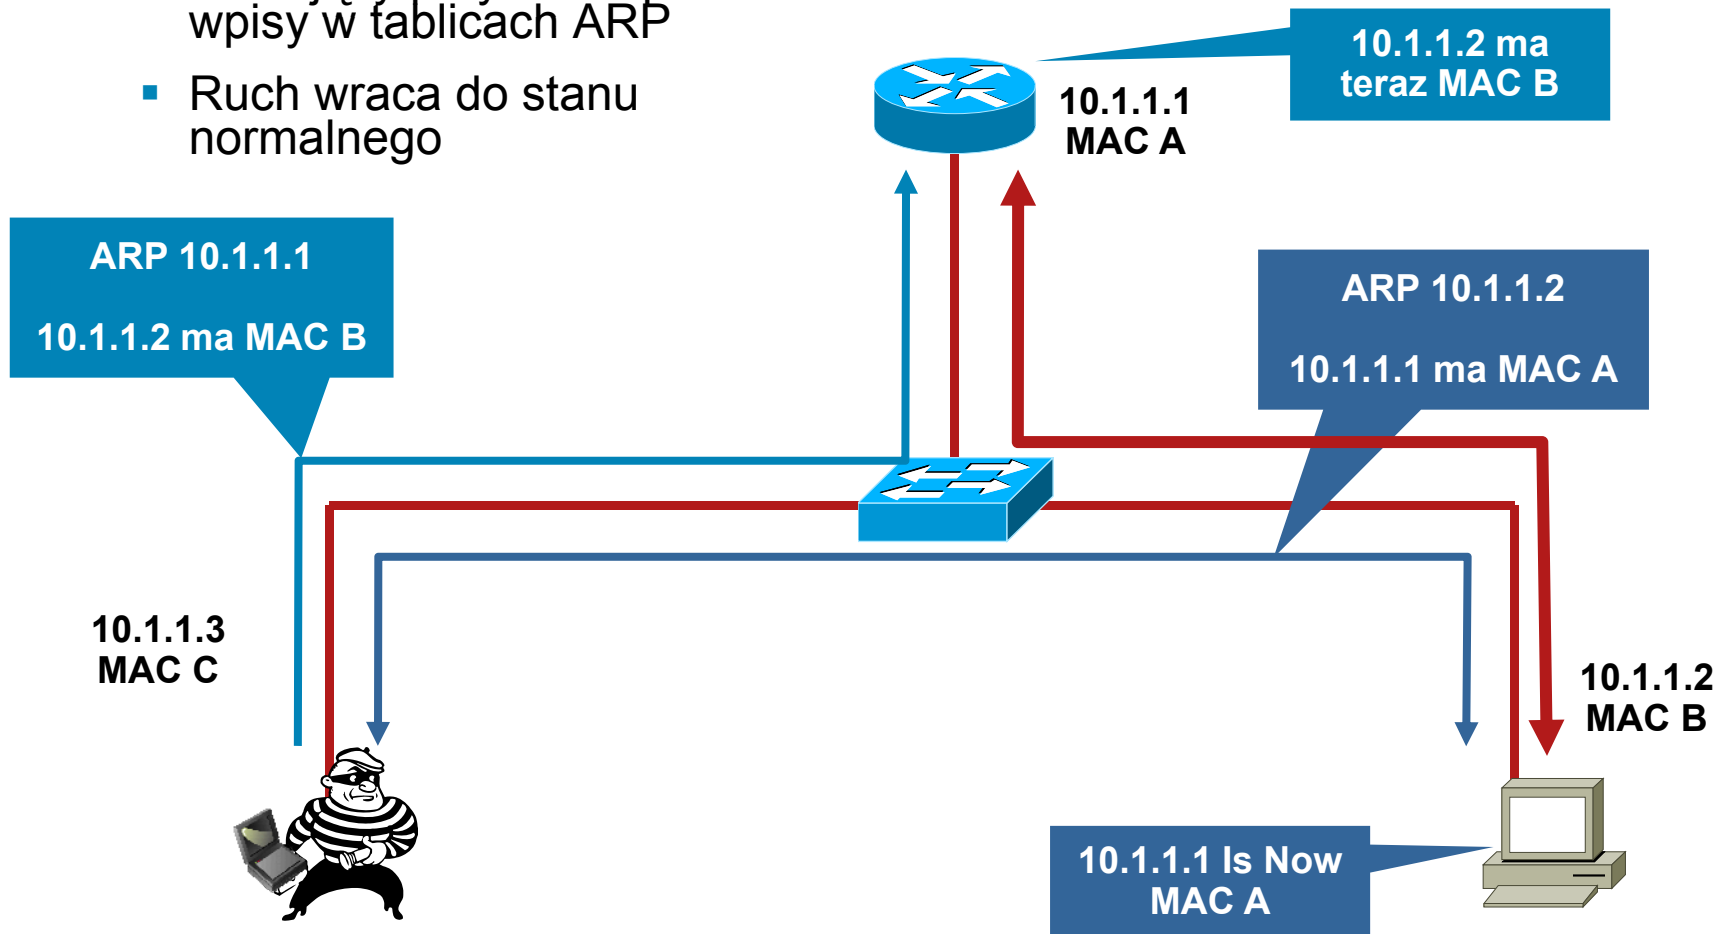 wpisy w tablicach ARP
Ruch wraca do stanu
normalnego
10.1.1.2 ma
teraz MAC B
10.1.1.1
MAC A
ARP 10.1.1.1
10.1.1.2 ma MAC B
ARP 10.1.1.2
10.1.1.1 ma MAC A
10.1.1.3
MAC C
10.1.1.2
MAC B
10.1.1.1 Is Now
MAC A